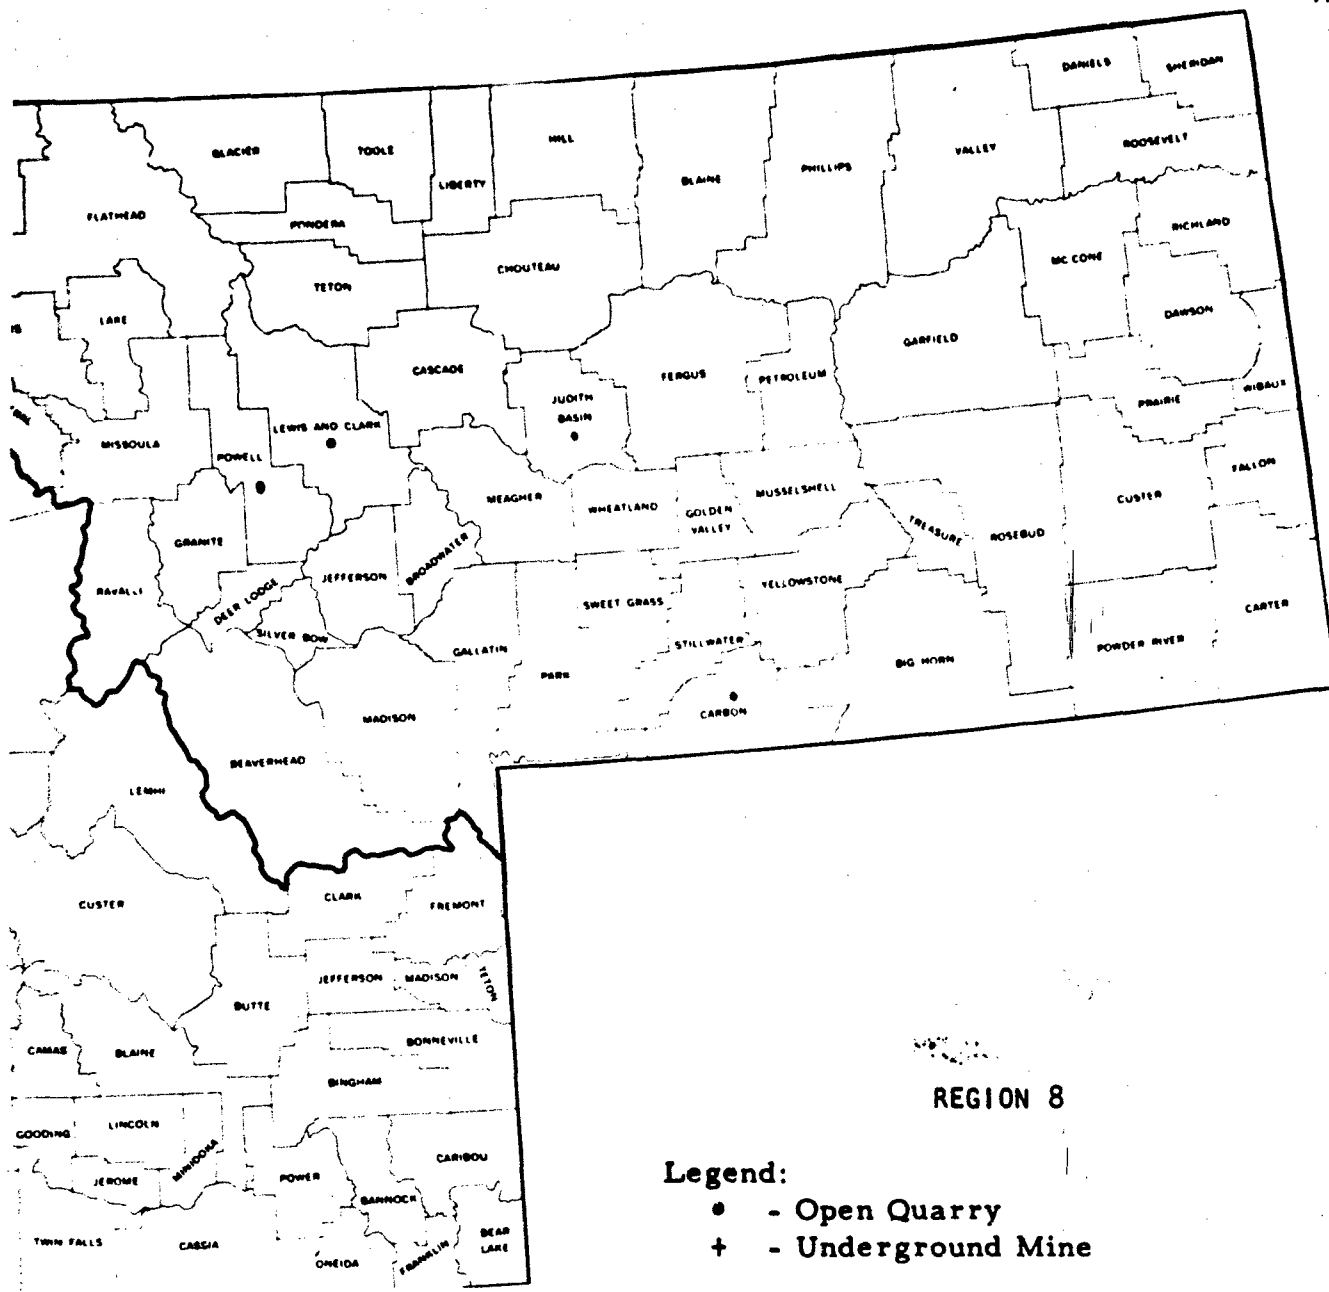 DANIELS
SHERIDAN
GLACIER
TOOLE
LIBERTY
HILL
BLAINE
PHILLIPS
VALLEY
ROOSEVELT
FLATHEAD
PONDERA
CHOUTEAU
RICHLAND
MC CONE
TETON
LAKE
CASCADE
FERGUS
PETROLEUM
GARFIELD
DAWSON
JUDITH
BASIN
PRAIRIE
WIBAUX
MISSOULA
POWELL
LEWIS AND CLARK
MEAGHER
WHEATLAND
GOLDEN
VALLEY
MUSSELSHELL
TREASURE
ROSEBUD
CUSTER
FALLON
GRANITE
RAVALLI
DEER LODGE
JEFFERSON
BROADWATER
SILVER BOW
GALLATIN
PARK
SWEET GRASS
STILLWATER
YELLOWSTONE
BIG HORN
POWDER RIVER
CARTER
CARBON
MADISON
BEAVERHEAD
LEMHI
CUSTER
CLARK
FREMONT
JEFFERSON
MADISON
TETON
BUTTE
BONNEVILLE
CAMAS
BLAINE
BINGHAM
GOODING
LINCOLN
MINIDOKA
JEROME
POWER
BANNOCK
CARIBOU
TWIN FALLS
CASSIA
ONEIDA
FRANKLIN
BEAR
LAKE
REGION 8
Legend:
● - Open Quarry
+ - Underground Mine